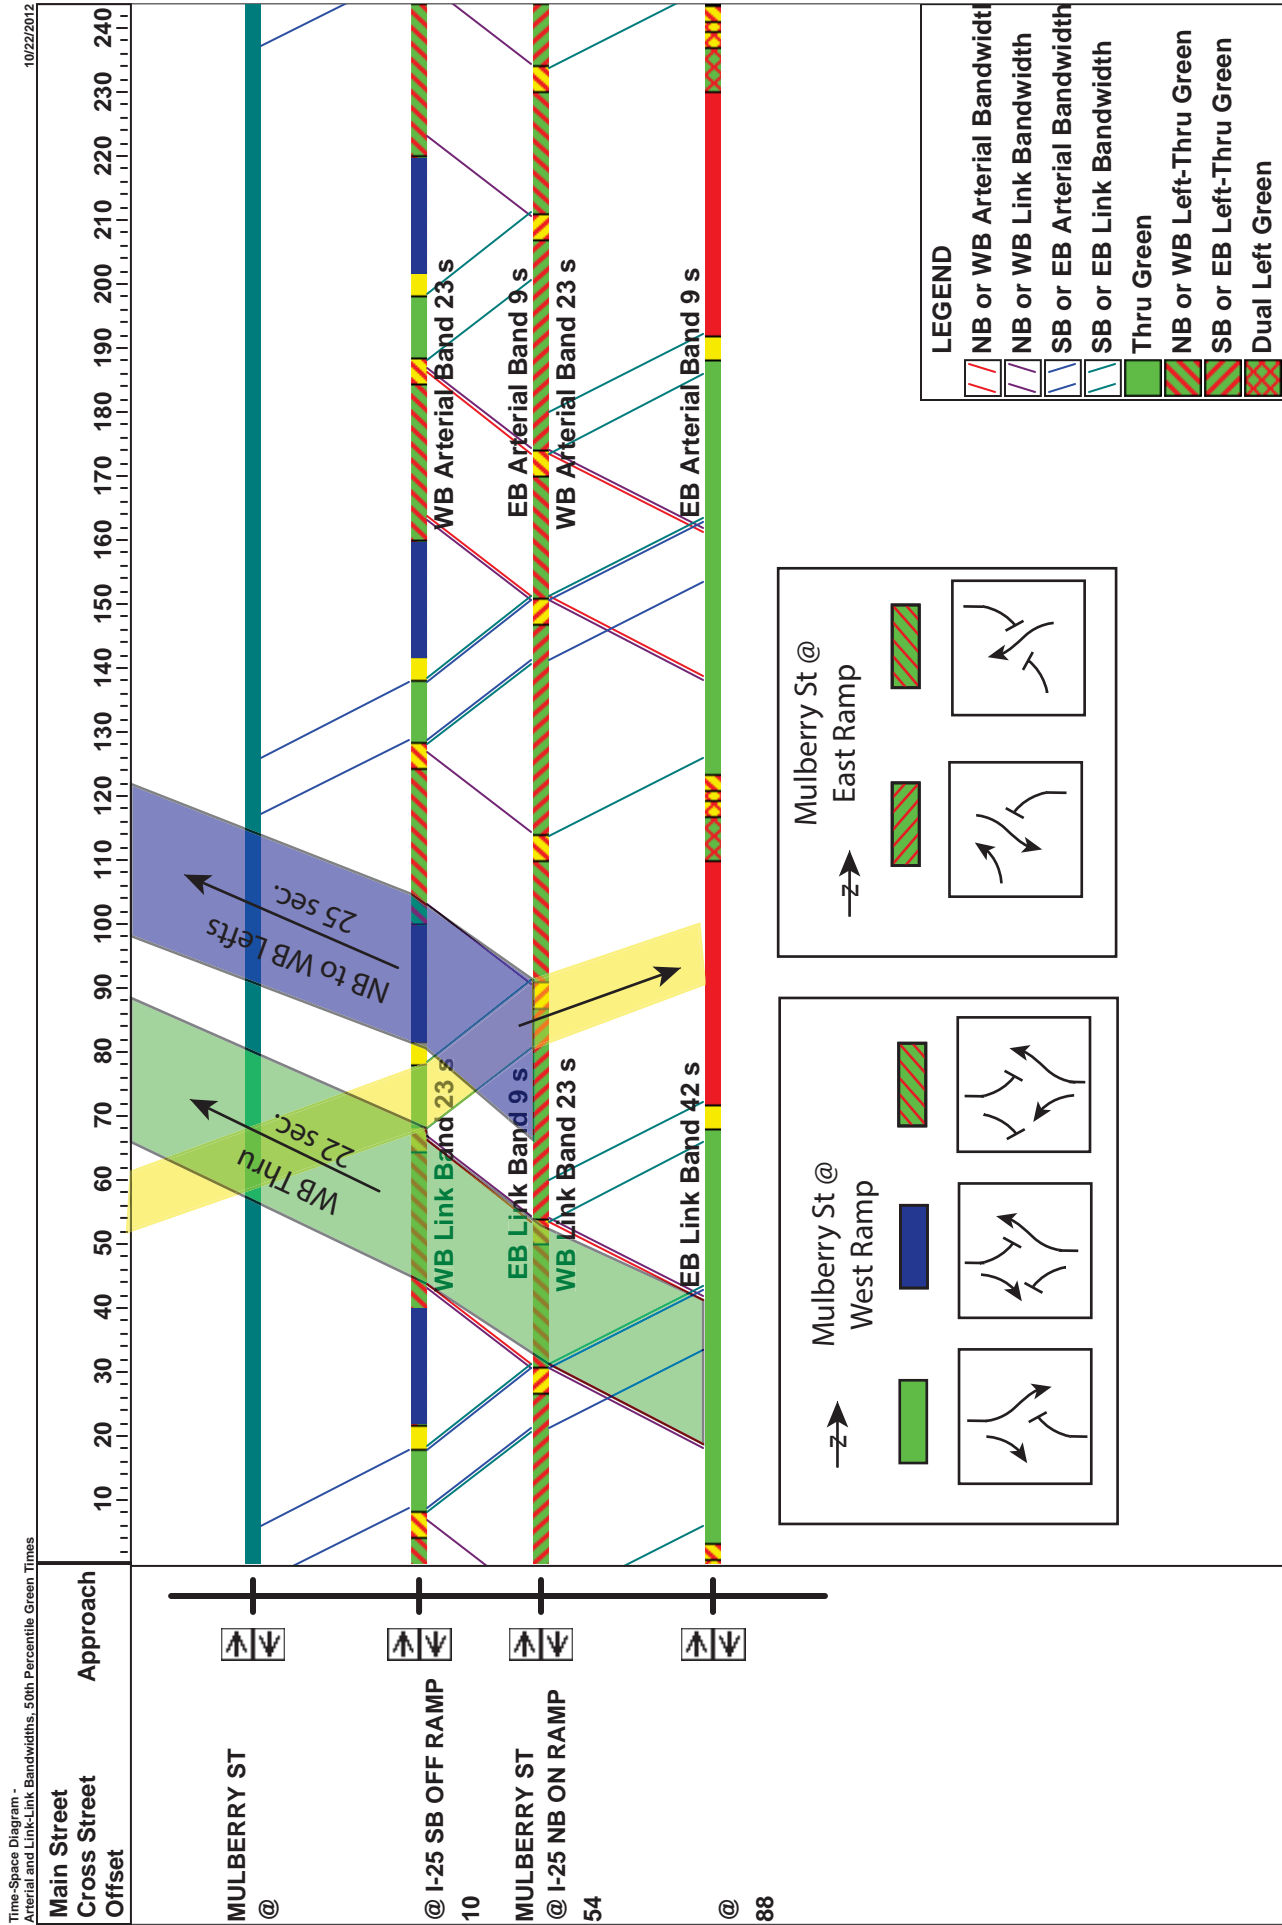 Time-Space Diagram -
Arterial and Link-Link Bandwidths, 50th Percentile Green Times
10/22/2012
Main Street
Cross Street
Offset
Approach
10 20 30 40 50 60 70 80 90 100 110 120 130 140 150 160 170 180 190 200 210 220 230 240
MULBERRY ST
@
@ I-25 SB OFF RAMP
10
MULBERRY ST
@ I-25 NB ON RAMP
54
@
88
WB Thru
22 sec.
NB to WB Lefts
25 sec.
WB Link Band 23 s
WB Arterial Band 23 s
EB Link Band 9 s
EB Arterial Band 9 s
WB Link Band 23 s
WB Arterial Band 23 s
EB Link Band 42 s
EB Arterial Band 9 s
Mulberry St @
West Ramp
N
Mulberry St @
East Ramp
N
LEGEND
NB or WB Arterial Bandwidth
NB or WB Link Bandwidth
SB or EB Arterial Bandwidth
SB or EB Link Bandwidth
Thru Green
NB or WB Left-Thru Green
SB or EB Left-Thru Green
Dual Left Green